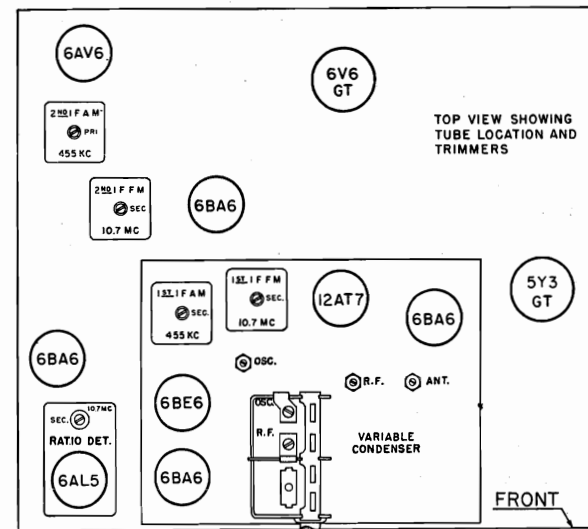 6AV6
6V6
GT
TOP VIEW SHOWING
TUBE LOCATION AND
TRIMMERS
2ND I F A M
PRI
455 KC
2ND I F F M
SEC.
10.7 MC
6BA6
5Y3
GT
1ST. I F A M
SEC.
455 KC
1ST. I F F M
SEC.
10.7 MC
12AT7
6BA6
6BA6
OSC.
R.F.
ANT.
SEC.
10.7MC
RATIO DET.
6AL5
6BE6
6BA6
OSC.
R.F.
VARIABLE
CONDENSER
FRONT